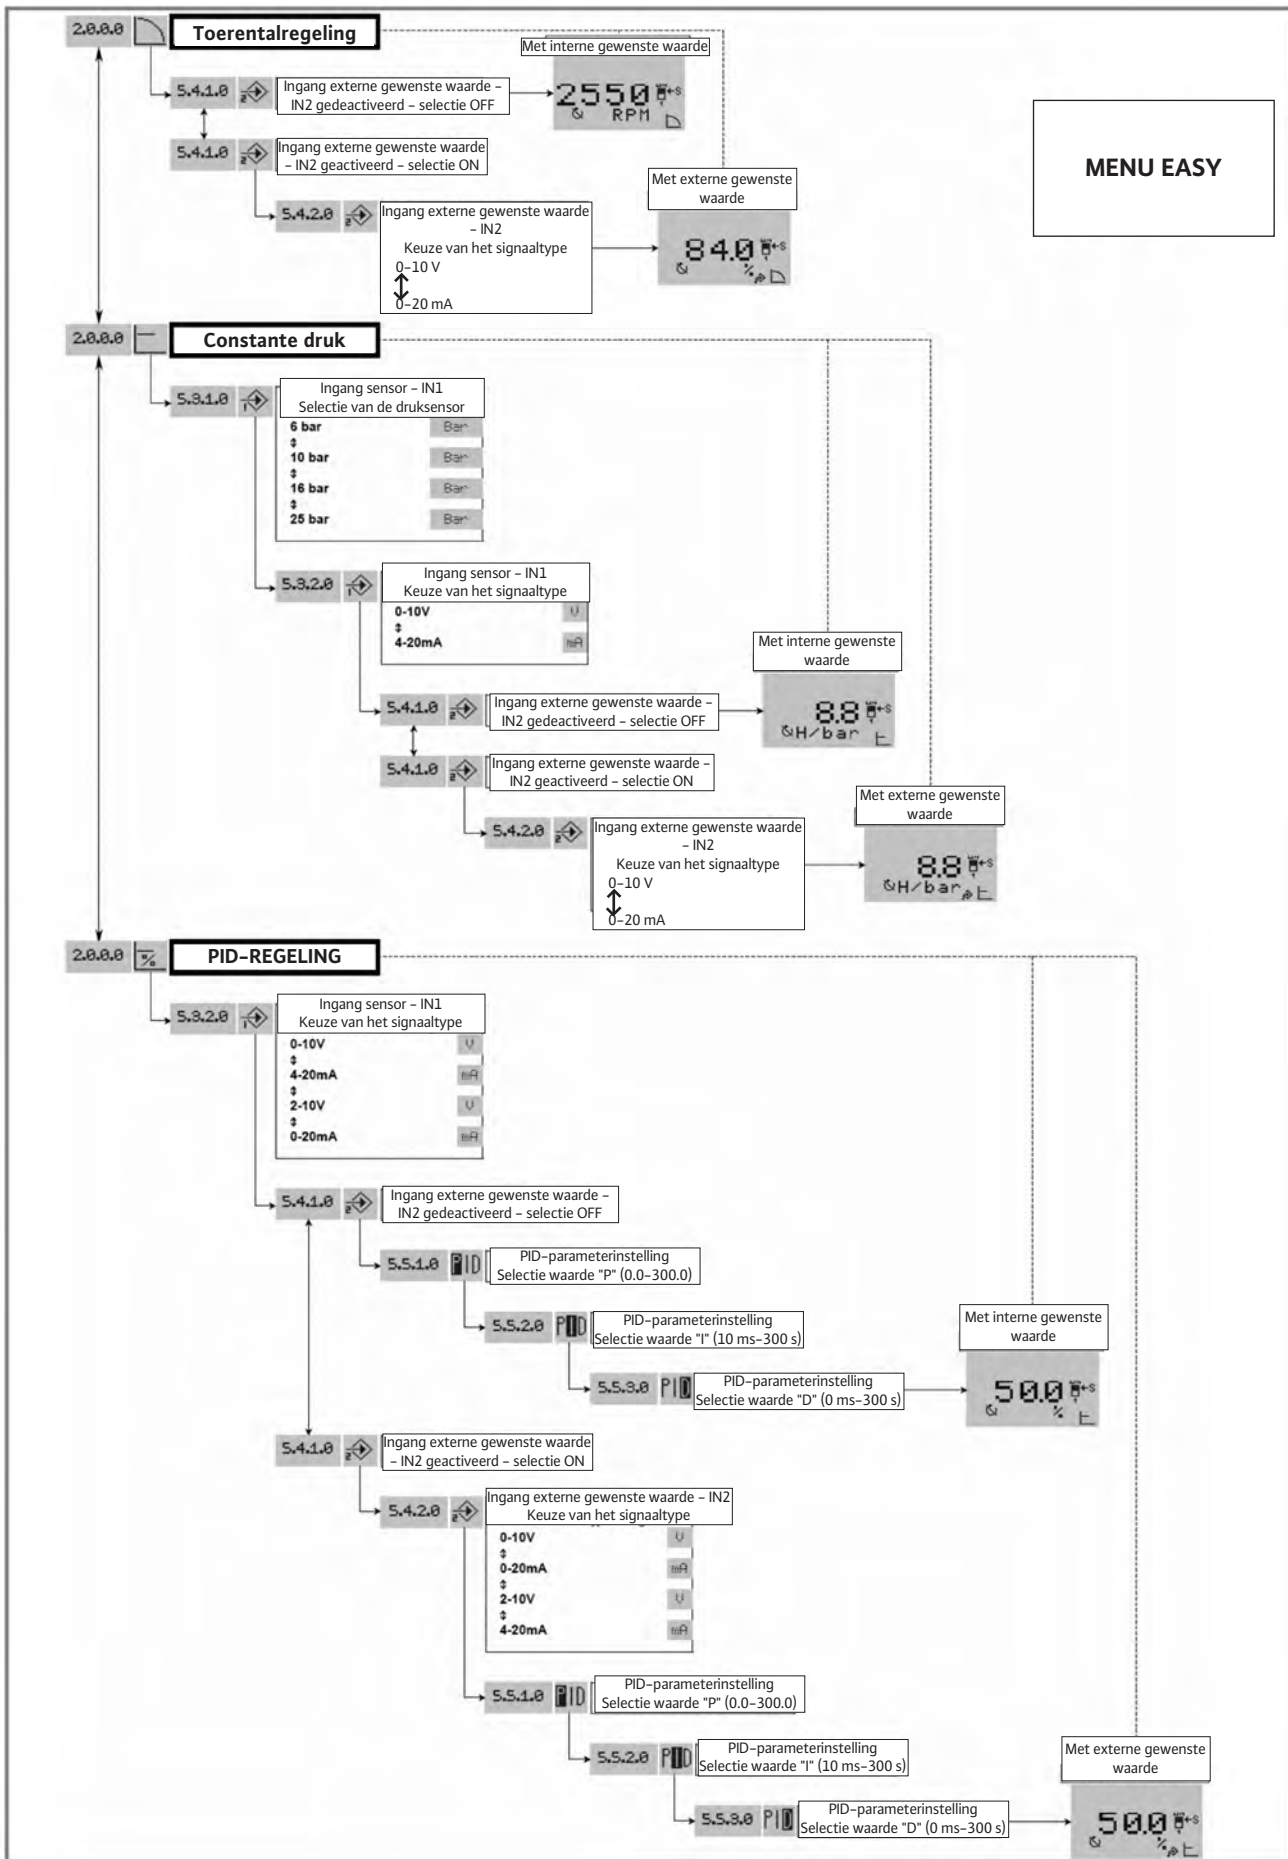 2.0.0.0
Toerentalregeling
Met interne gewenste waarde
2550
S
RPM
5.4.1.0
2
Ingang externe gewenste waarde –
IN2 gedeactiveerd – selectie OFF
5.4.1.0
2
Ingang externe gewenste waarde
– IN2 geactiveerd – selectie ON
MENU EASY
5.4.2.0
2
Ingang externe gewenste waarde
– IN2
Keuze van het signaaltype
0–10 V
0–20 mA
Met externe gewenste
waarde
84.0
S
%
2.0.0.0
Constante druk
5.3.1.0
1
Ingang sensor – IN1
Selectie van de druksensor
6 bar Bar
10 bar Bar
16 bar Bar
25 bar Bar
5.3.2.0
1
Ingang sensor – IN1
Keuze van het signaaltype
0-10V V
4-20mA mA
Met interne gewenste
waarde
8.8
S
H/bar
5.4.1.0
2
Ingang externe gewenste waarde –
IN2 gedeactiveerd – selectie OFF
5.4.1.0
2
Ingang externe gewenste waarde –
IN2 geactiveerd – selectie ON
5.4.2.0
2
Ingang externe gewenste waarde
– IN2
Keuze van het signaaltype
0–10 V
0–20 mA
Met externe gewenste
waarde
8.8
S
H/bar
2.0.0.0
%
PID–REGELING
5.3.2.0
1
Ingang sensor – IN1
Keuze van het signaaltype
0-10V V
4-20mA mA
2-10V V
0-20mA mA
5.4.1.0
2
Ingang externe gewenste waarde –
IN2 gedeactiveerd – selectie OFF
5.5.1.0
PID
PID–parameterinstelling
Selectie waarde "P" (0.0–300.0)
5.5.2.0
PID
PID–parameterinstelling
Selectie waarde "I" (10 ms–300 s)
5.5.3.0
PID
PID–parameterinstelling
Selectie waarde "D" (0 ms–300 s)
Met interne gewenste
waarde
50.0
S
%
5.4.1.0
2
Ingang externe gewenste waarde
– IN2 geactiveerd – selectie ON
5.4.2.0
2
Ingang externe gewenste waarde – IN2
Keuze van het signaaltype
0-10V V
0-20mA mA
2-10V V
4-20mA mA
5.5.1.0
PID
PID–parameterinstelling
Selectie waarde "P" (0.0–300.0)
5.5.2.0
PID
PID–parameterinstelling
Selectie waarde "I" (10 ms–300 s)
5.5.3.0
PID
PID–parameterinstelling
Selectie waarde "D" (0 ms–300 s)
Met externe gewenste
waarde
50.0
S
%